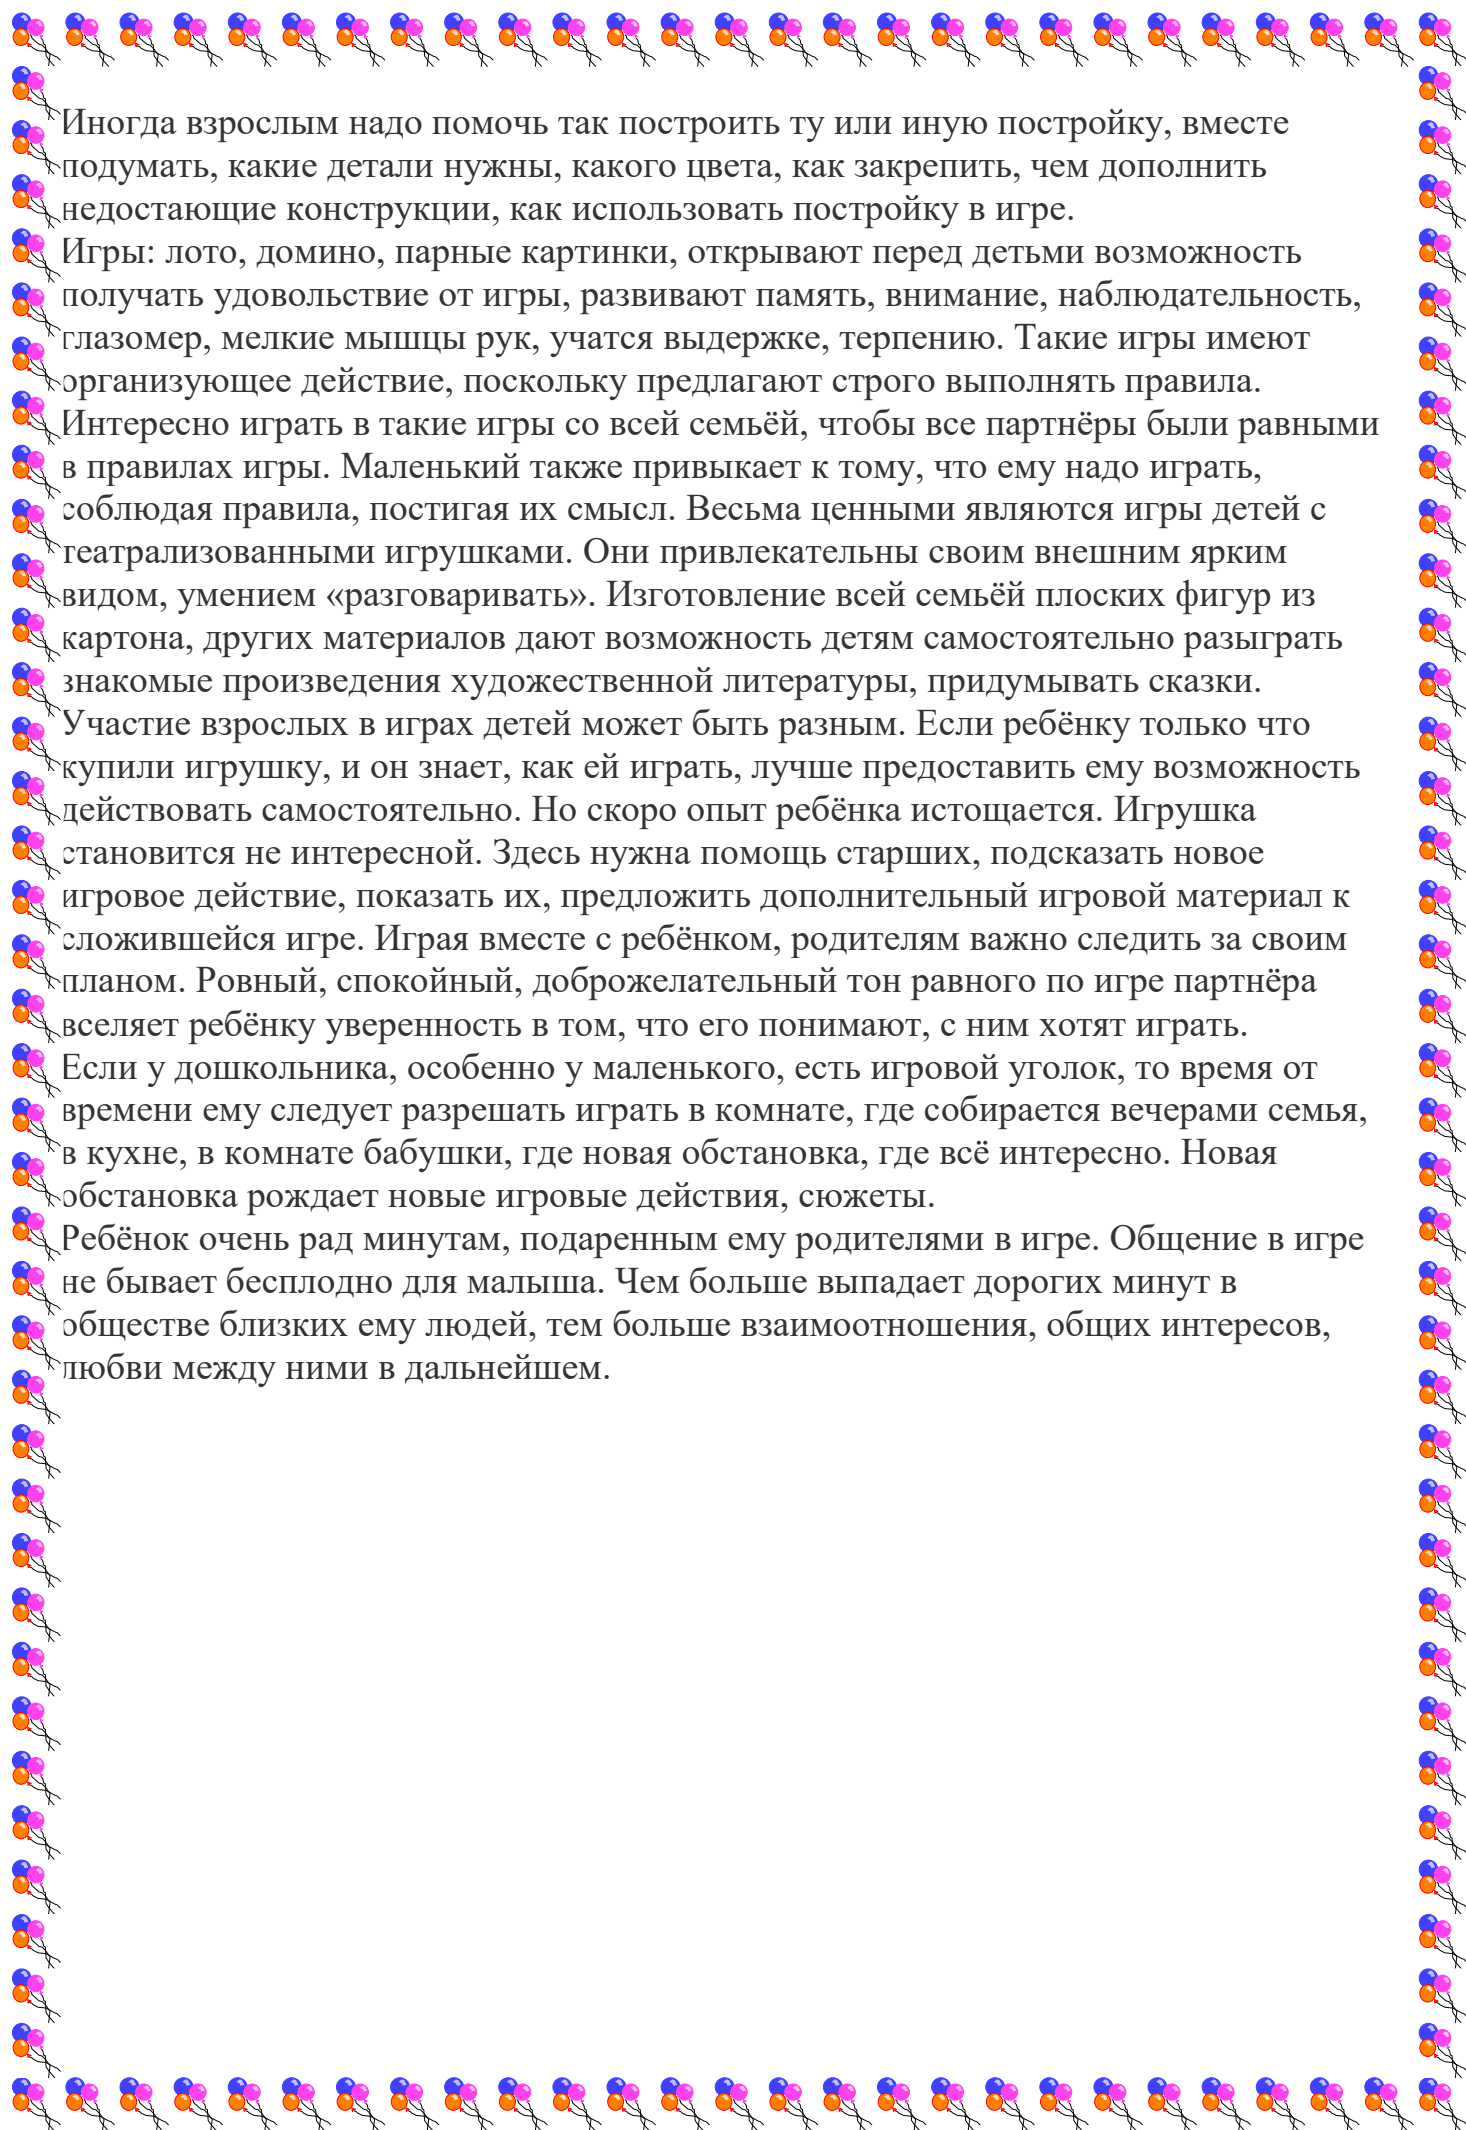 Иногда взрослым надо помочь так построить ту или иную постройку, вместе
подумать, какие детали нужны, какого цвета, как закрепить, чем дополнить
недостающие конструкции, как использовать постройку в игре.
Игры: лото, домино, парные картинки, открывают перед детьми возможность
получать удовольствие от игры, развивают память, внимание, наблюдательность,
глазомер, мелкие мышцы рук, учатся выдержке, терпению. Такие игры имеют
организующее действие, поскольку предлагают строго выполнять правила.
Интересно играть в такие игры со всей семьёй, чтобы все партнёры были равными
в правилах игры. Маленький также привыкает к тому, что ему надо играть,
соблюдая правила, постигая их смысл. Весьма ценными являются игры детей с
театрализованными игрушками. Они привлекательны своим внешним ярким
видом, умением «разговаривать». Изготовление всей семьёй плоских фигур из
картона, других материалов дают возможность детям самостоятельно разыграть
знакомые произведения художественной литературы, придумывать сказки.
Участие взрослых в играх детей может быть разным. Если ребёнку только что
купили игрушку, и он знает, как ей играть, лучше предоставить ему возможность
действовать самостоятельно. Но скоро опыт ребёнка истощается. Игрушка
становится не интересной. Здесь нужна помощь старших, подсказать новое
игровое действие, показать их, предложить дополнительный игровой материал к
сложившейся игре. Играя вместе с ребёнком, родителям важно следить за своим
планом. Ровный, спокойный, доброжелательный тон равного по игре партнёра
вселяет ребёнку уверенность в том, что его понимают, с ним хотят играть.
Если у дошкольника, особенно у маленького, есть игровой уголок, то время от
времени ему следует разрешать играть в комнате, где собирается вечерами семья,
в кухне, в комнате бабушки, где новая обстановка, где всё интересно. Новая
обстановка рождает новые игровые действия, сюжеты.
Ребёнок очень рад минутам, подаренным ему родителями в игре. Общение в игре
не бывает бесплодно для малыша. Чем больше выпадает дорогих минут в
обществе близких ему людей, тем больше взаимоотношения, общих интересов,
любви между ними в дальнейшем.